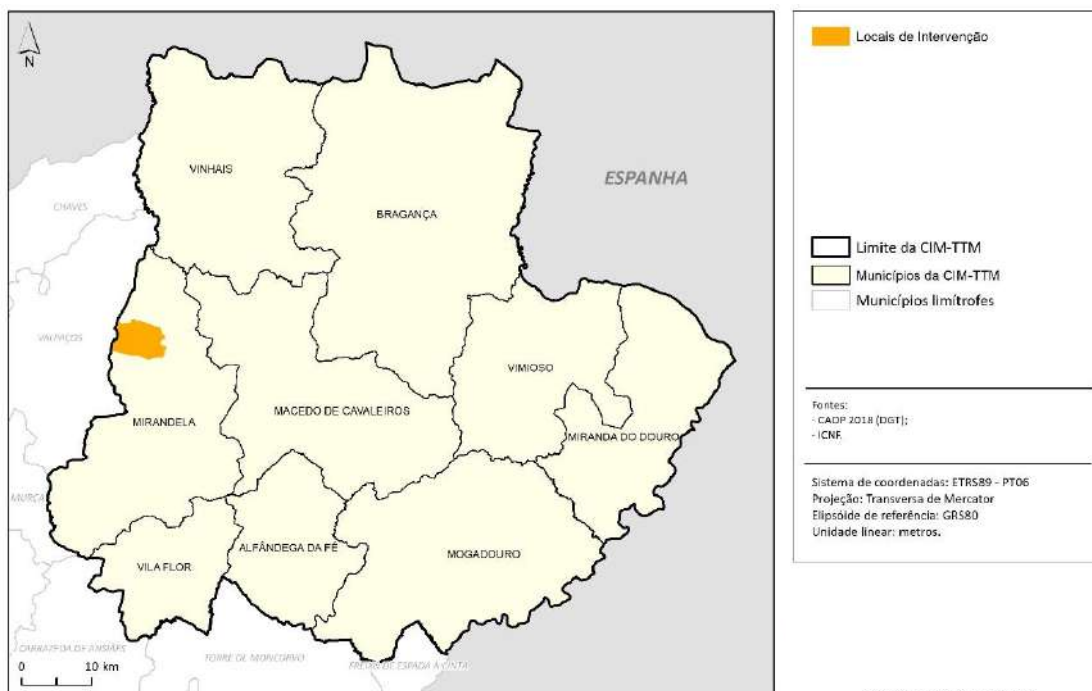 N
VINHAIS
ESPANHA
BRAGANÇA
CHAVES
VALPAÇOS
VIMIOSO
MACEDO DE CAVALEIROS
MIRANDELA
MIRANDA DO DOURO
MURÇA
ALFÂNDEGA DA FÉ
MOGADOURO
VILA FLOR
CARRAZEDA DE ANSIÃES
TORRE DE MONCORVO
FREIXO DE ESPADA À CINTA
0 10 km
Locais de Intervenção
Limite da CIM-TTM
Municípios da CIM-TTM
Municípios limítrofes
Fontes:
- CAOP 2018 (DGT);
- ICNF.
Sistema de coordenadas: ETRS89 - PT06
Projeção: Transversa de Mercator
Elipsóide de referência: GRS80
Unidade linear: metros.